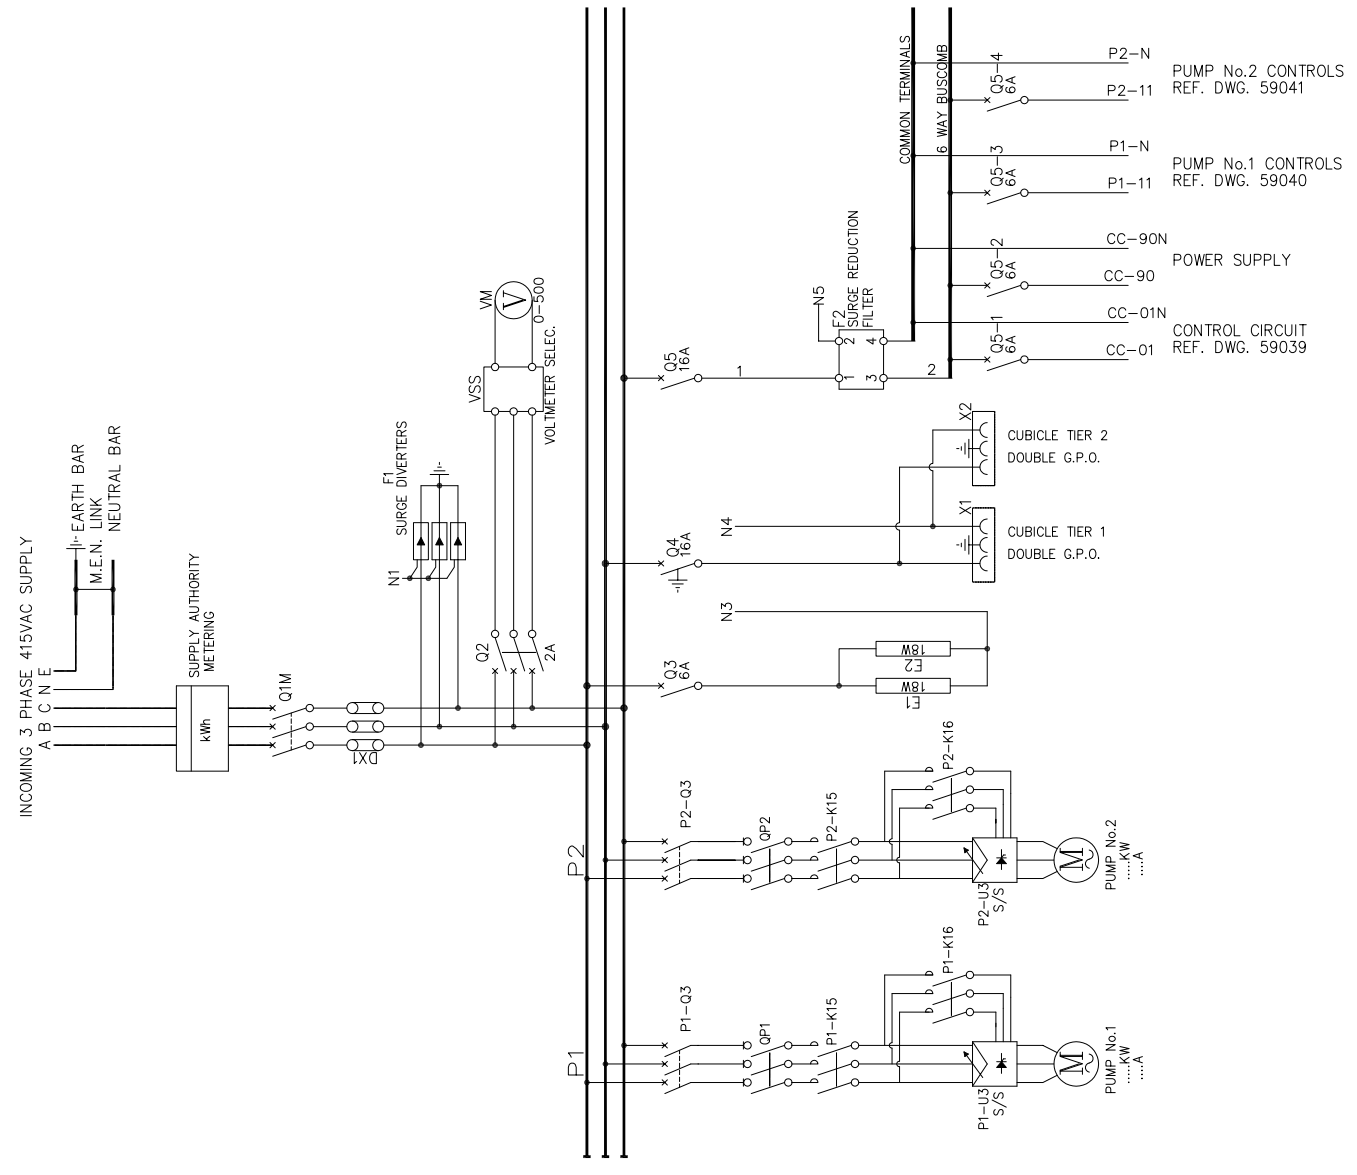 INCOMING 3 PHASE 415VAC SUPPLY
A B C N E
EARTH BAR
M.E.N. LINK
NEUTRAL BAR
SUPPLY AUTHORITY
METERING
kWh
Q1M
DX1
N1
F1
SURGE DIVERTERS
Q2
2A
VSS
VOLTMETER SELEC.
VM
V
0-500
P1
P2
P1-Q3
QP1
P1-K15
P1-K16
P1-U3
S/S
M
PUMP No.1
.....KW
.....A
P2-Q3
QP2
P2-K15
P2-K16
P2-U3
S/S
M
PUMP No.2
.....KW
.....A
Q3
6A
N3
18W
E2
18W
E1
Q4
16A
N4
X1
CUBICLE TIER 1
DOUBLE G.P.O.
X2
CUBICLE TIER 2
DOUBLE G.P.O.
Q5
16A
1
N5
F2
SURGE REDUCTION
FILTER
2 4
1 3
2
COMMON TERMINALS
6 WAY BUSCOMB
Q5-1
6A
CC-01N
CC-01
CONTROL CIRCUIT
REF. DWG. 59039
Q5-2
6A
CC-90N
CC-90
POWER SUPPLY
Q5-3
6A
P1-N
P1-11
PUMP No.1 CONTROLS
REF. DWG. 59040
Q5-4
6A
P2-N
P2-11
PUMP No.2 CONTROLS
REF. DWG. 59041